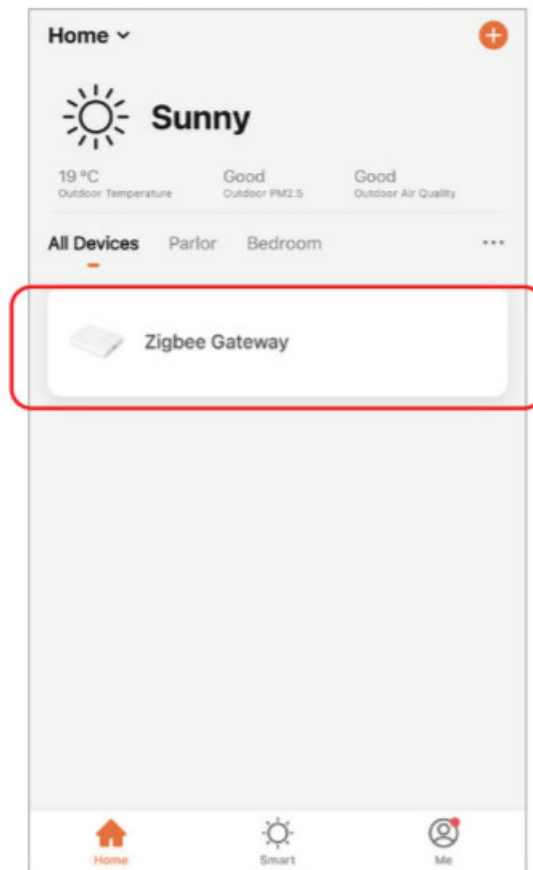 Home
Sunny
19 °C Good Good
Outdoor Temperature Outdoor PM2.5 Outdoor Air Quality
All Devices Parlor Bedroom
Zigbee Gateway
Home Smart Me